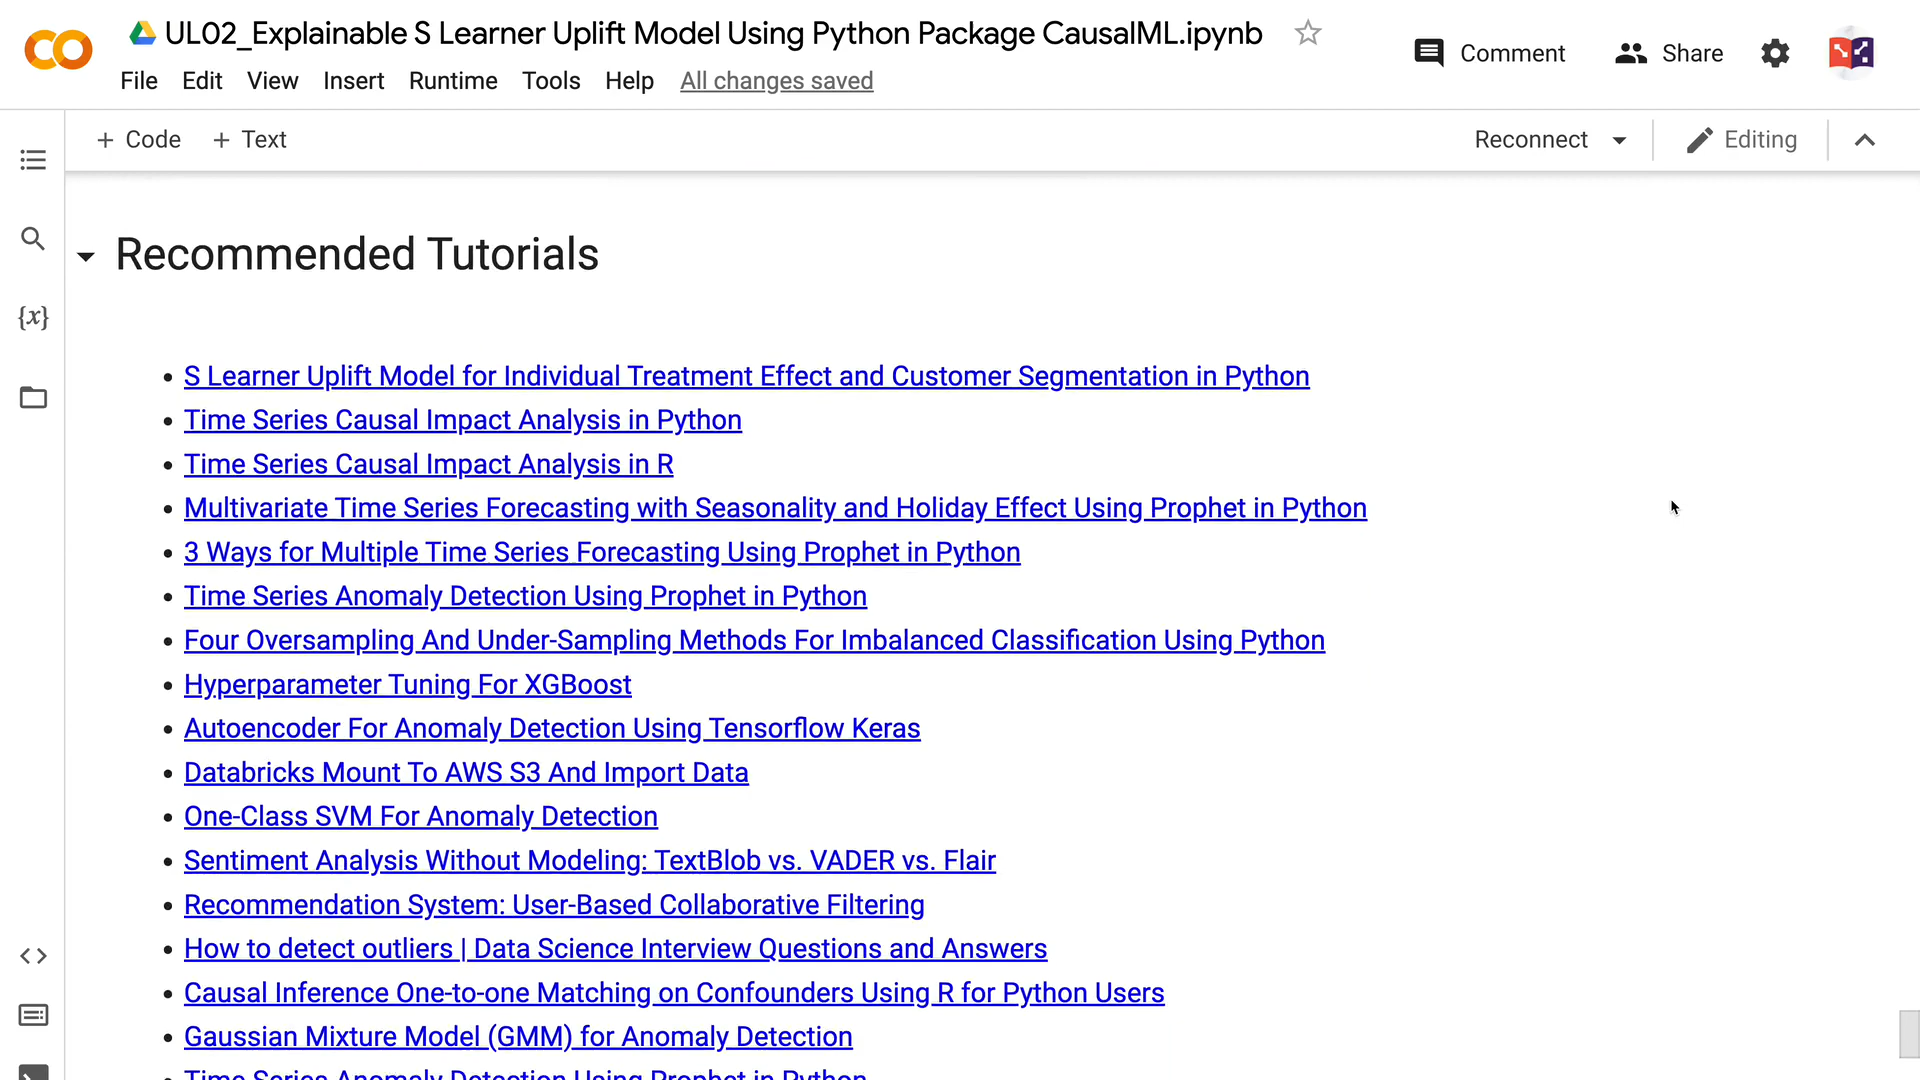 UL02_Explainable S Learner Uplift Model Using Python Package CausalML.ipynb
File Edit View Insert Runtime Tools Help All changes saved
Comment Share
+ Code + Text
Reconnect Editing
{x}
Recommended Tutorials
• S Learner Uplift Model for Individual Treatment Effect and Customer Segmentation in Python
• Time Series Causal Impact Analysis in Python
• Time Series Causal Impact Analysis in R
• Multivariate Time Series Forecasting with Seasonality and Holiday Effect Using Prophet in Python
• 3 Ways for Multiple Time Series Forecasting Using Prophet in Python
• Time Series Anomaly Detection Using Prophet in Python
• Four Oversampling And Under-Sampling Methods For Imbalanced Classification Using Python
• Hyperparameter Tuning For XGBoost
• Autoencoder For Anomaly Detection Using Tensorflow Keras
• Databricks Mount To AWS S3 And Import Data
• One-Class SVM For Anomaly Detection
• Sentiment Analysis Without Modeling: TextBlob vs. VADER vs. Flair
• Recommendation System: User-Based Collaborative Filtering
• How to detect outliers | Data Science Interview Questions and Answers
• Causal Inference One-to-one Matching on Confounders Using R for Python Users
• Gaussian Mixture Model (GMM) for Anomaly Detection
• Time Series Anomaly Detection Using Prophet in Python